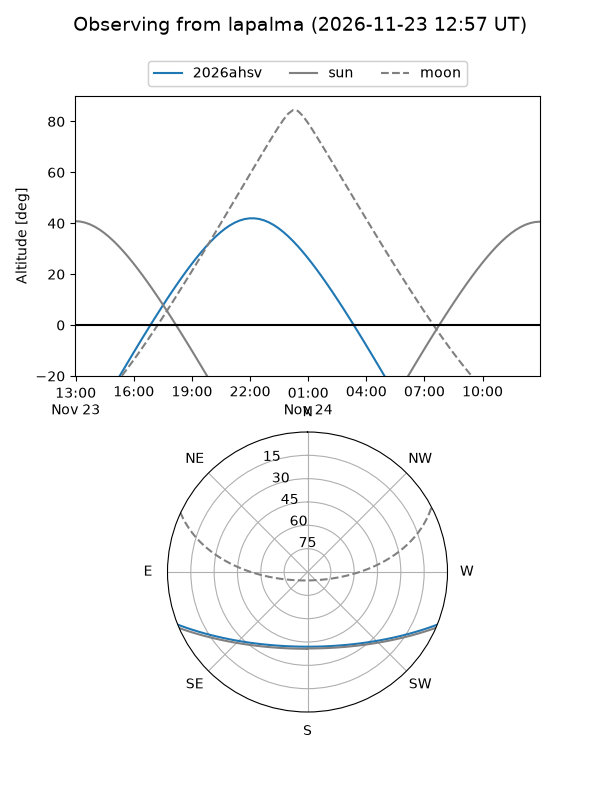 Observing from lapalma (2026-11-23 12:57 UT)
2026ahsv sun moon
Altitude [deg]
80
60
40
20
0
−20
13:00 16:00 19:00 22:00 01:00 04:00 07:00 10:00
Nov 23 Nov 24
N
NE NW
15
30
45
60
75
E W
SE SW
S